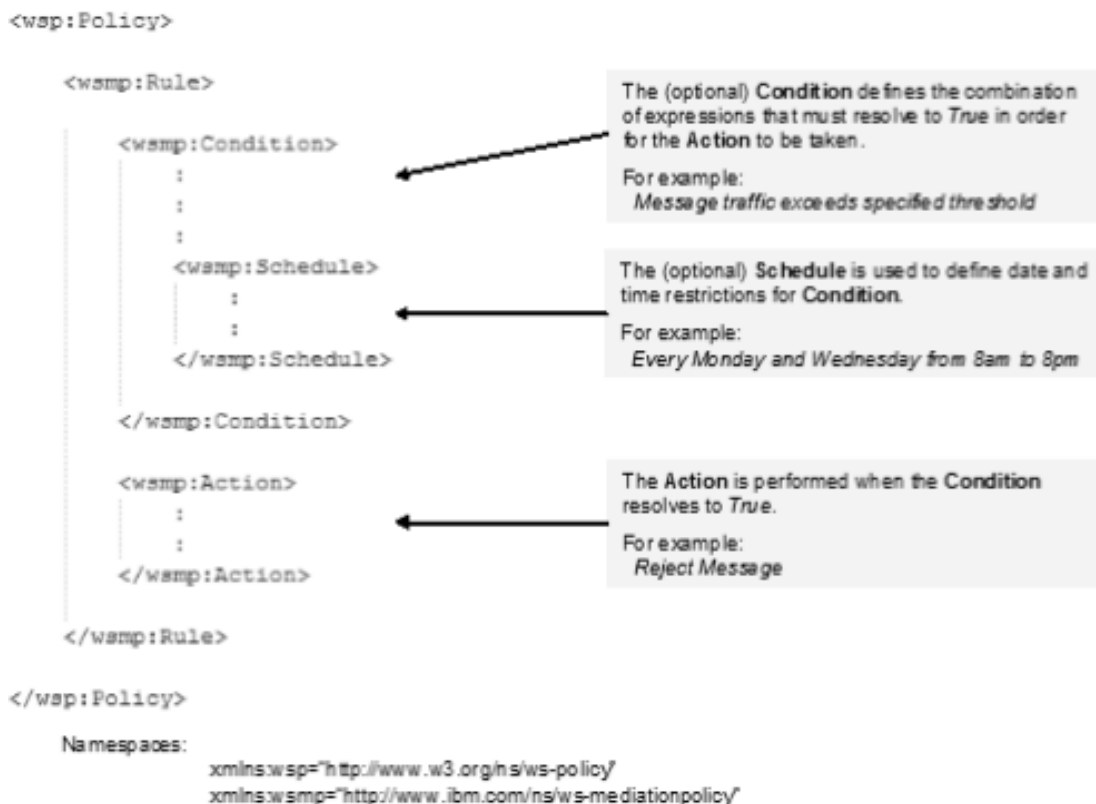 <wsp:Policy>
<wsmp:Rule>
<wsmp:Condition>
:
:
:
<wsmp:Schedule>
:
:
</wsmp:Schedule>
</wsmp:Condition>
<wsmp:Action>
:
:
</wsmp:Action>
</wsmp:Rule>
</wsp:Policy>
The (optional) Condition defines the combination
of expressions that must resolve to True in order
for the Action to be taken.
For example:
Message traffic exceeds specified threshold
The (optional) Schedule is used to define date and
time restrictions for Condition.
For example:
Every Monday and Wednesday from 8am to 8pm
The Action is performed when the Condition
resolves to True.
For example:
Reject Message
Namespaces:
xmlns:wsp="http://www.w3.org/ns/ws-policy"
xmlns:wsmp="http://www.ibm.com/ns/ws-mediationpolicy"